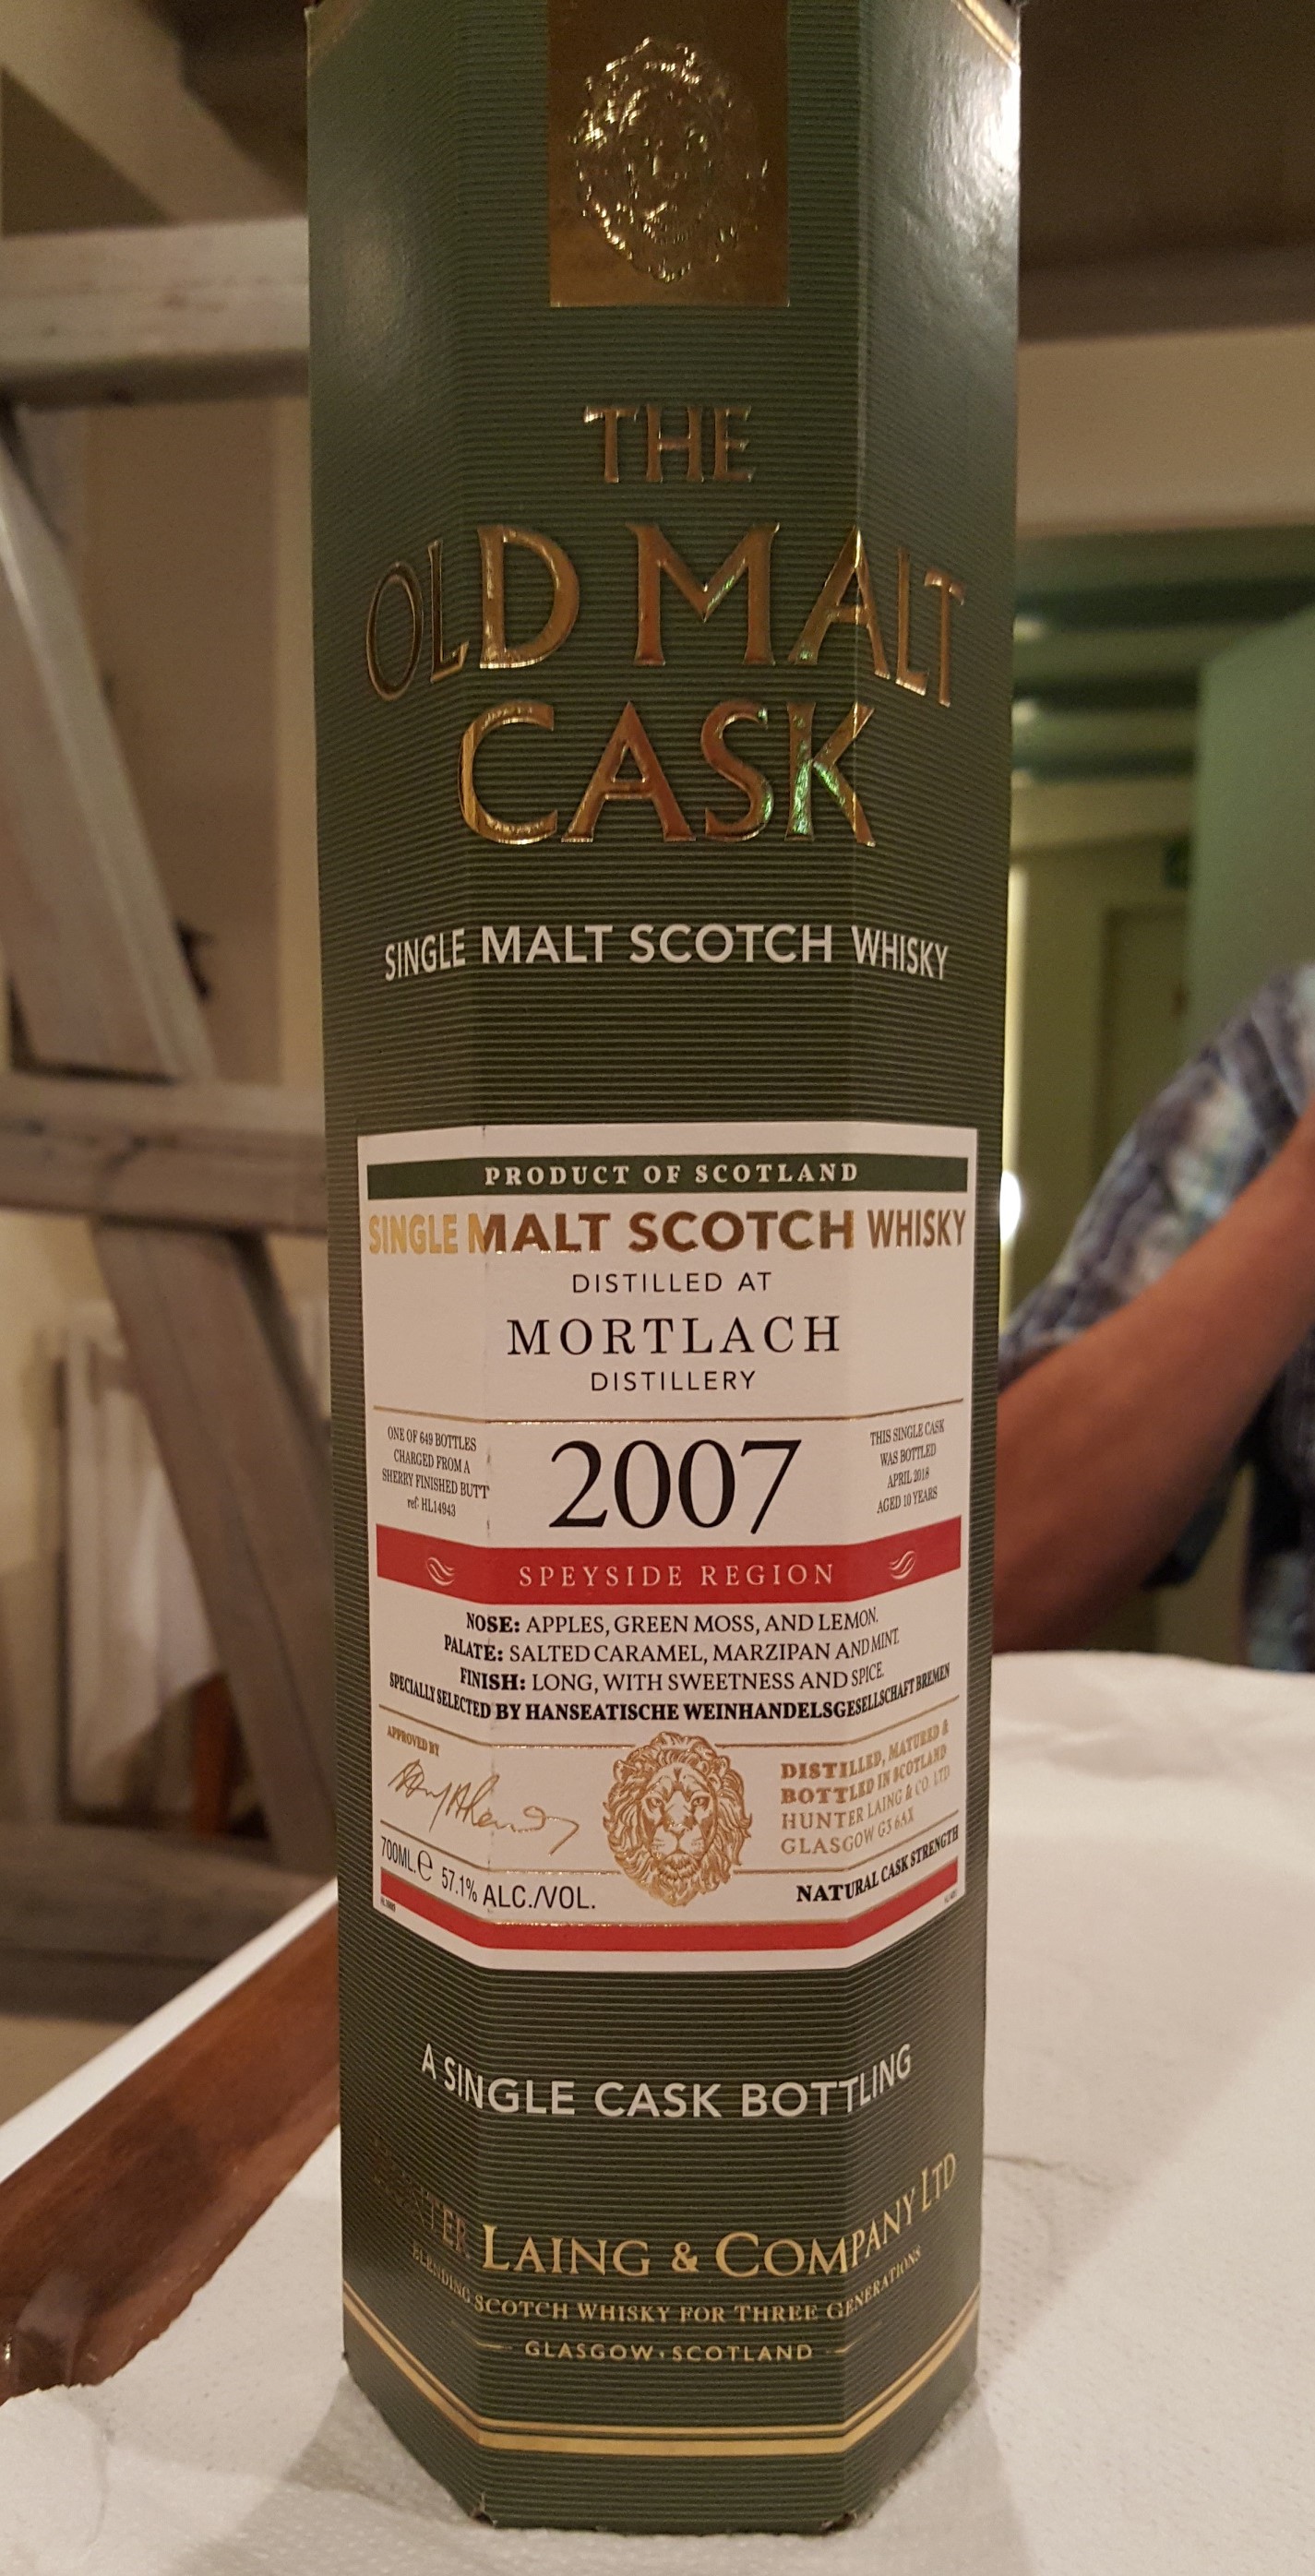 THE
OLD MALT
CASK
SINGLE MALT SCOTCH WHISKY
PRODUCT OF SCOTLAND
SINGLE MALT SCOTCH WHISKY
DISTILLED AT
MORTLACH
DISTILLERY
ONE OF 649 BOTTLES
CHARGED FROM A
SHERRY FINISHED BUTT
ref: HL14943
2007
THIS SINGLE CASK
WAS BOTTLED
APRIL 2018
AGED 10 YEARS
SPEYSIDE REGION
NOSE: APPLES, GREEN MOSS, AND LEMON.
PALATE: SALTED CARAMEL, MARZIPAN AND MINT.
FINISH: LONG, WITH SWEETNESS AND SPICE.
SPECIALLY SELECTED BY HANSEATISCHE WEINHANDELSGESELLSCHAFT BREMEN
APPROVED BY
DISTILLED, MATURED &
BOTTLED IN SCOTLAND
HUNTER LAING & CO. LTD
GLASGOW G3 6AX
700ML.e 57.1% ALC./VOL.
NATURAL CASK STRENGTH
A SINGLE CASK BOTTLING
HUNTER LAING & COMPANY LTD
BLENDING SCOTCH WHISKY FOR THREE GENERATIONS
GLASGOW · SCOTLAND